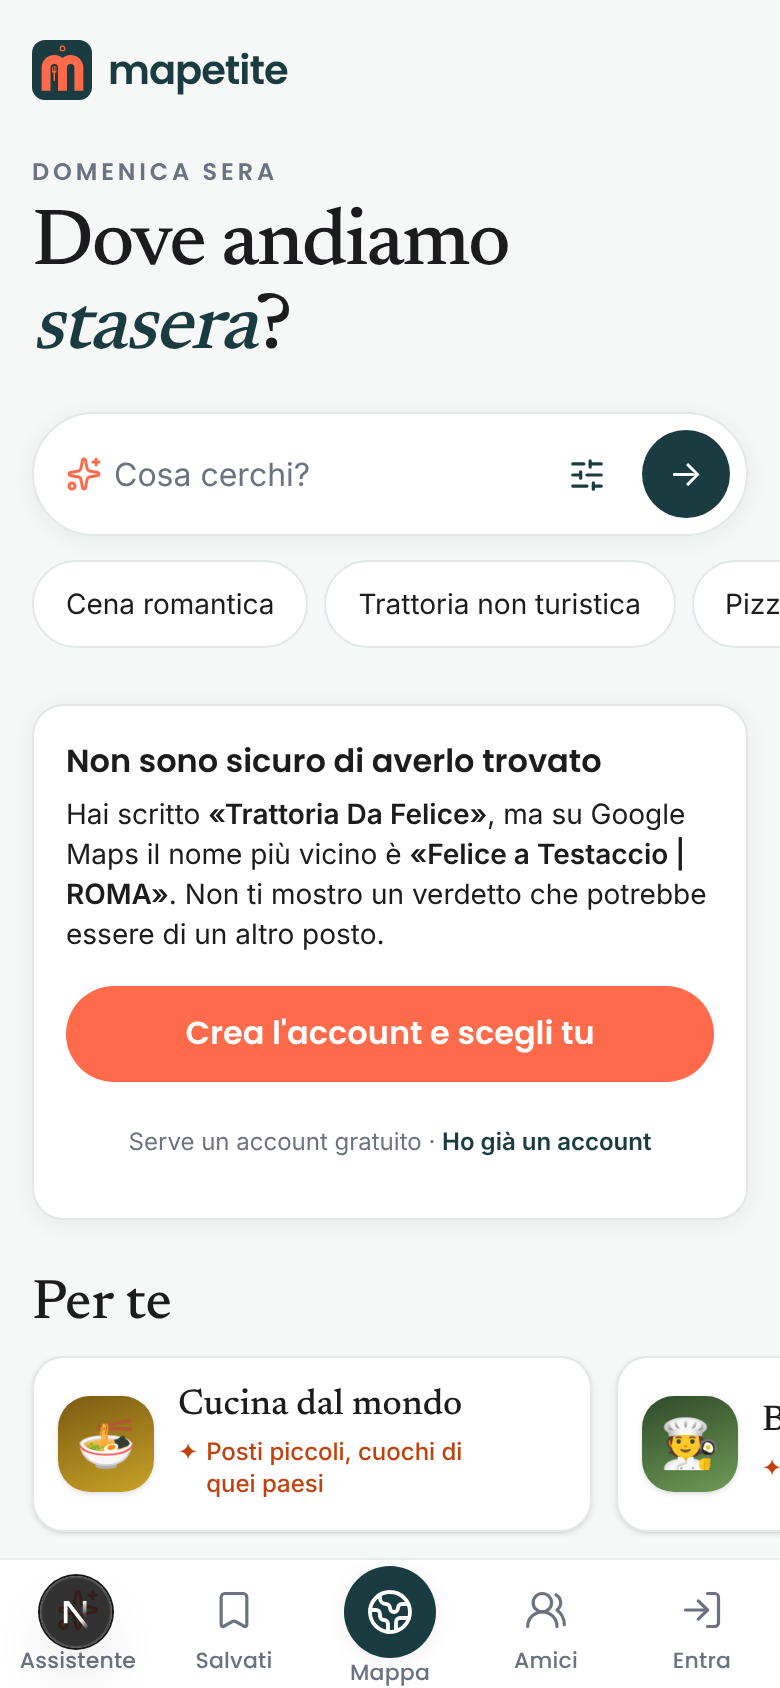 mapetite
DOMENICA SERA
Dove andiamo
stasera?
Cosa cerchi?
Cena romantica
Trattoria non turistica
Pizz
Non sono sicuro di averlo trovato
Hai scritto «Trattoria Da Felice», ma su Google
Maps il nome più vicino è «Felice a Testaccio |
ROMA». Non ti mostro un verdetto che potrebbe
essere di un altro posto.
Crea l'account e scegli tu
Serve un account gratuito · Ho già un account
Per te
Cucina dal mondo
✦ Posti piccoli, cuochi di
quei paesi
B
✦
N
Assistente
Salvati
Mappa
Amici
Entra